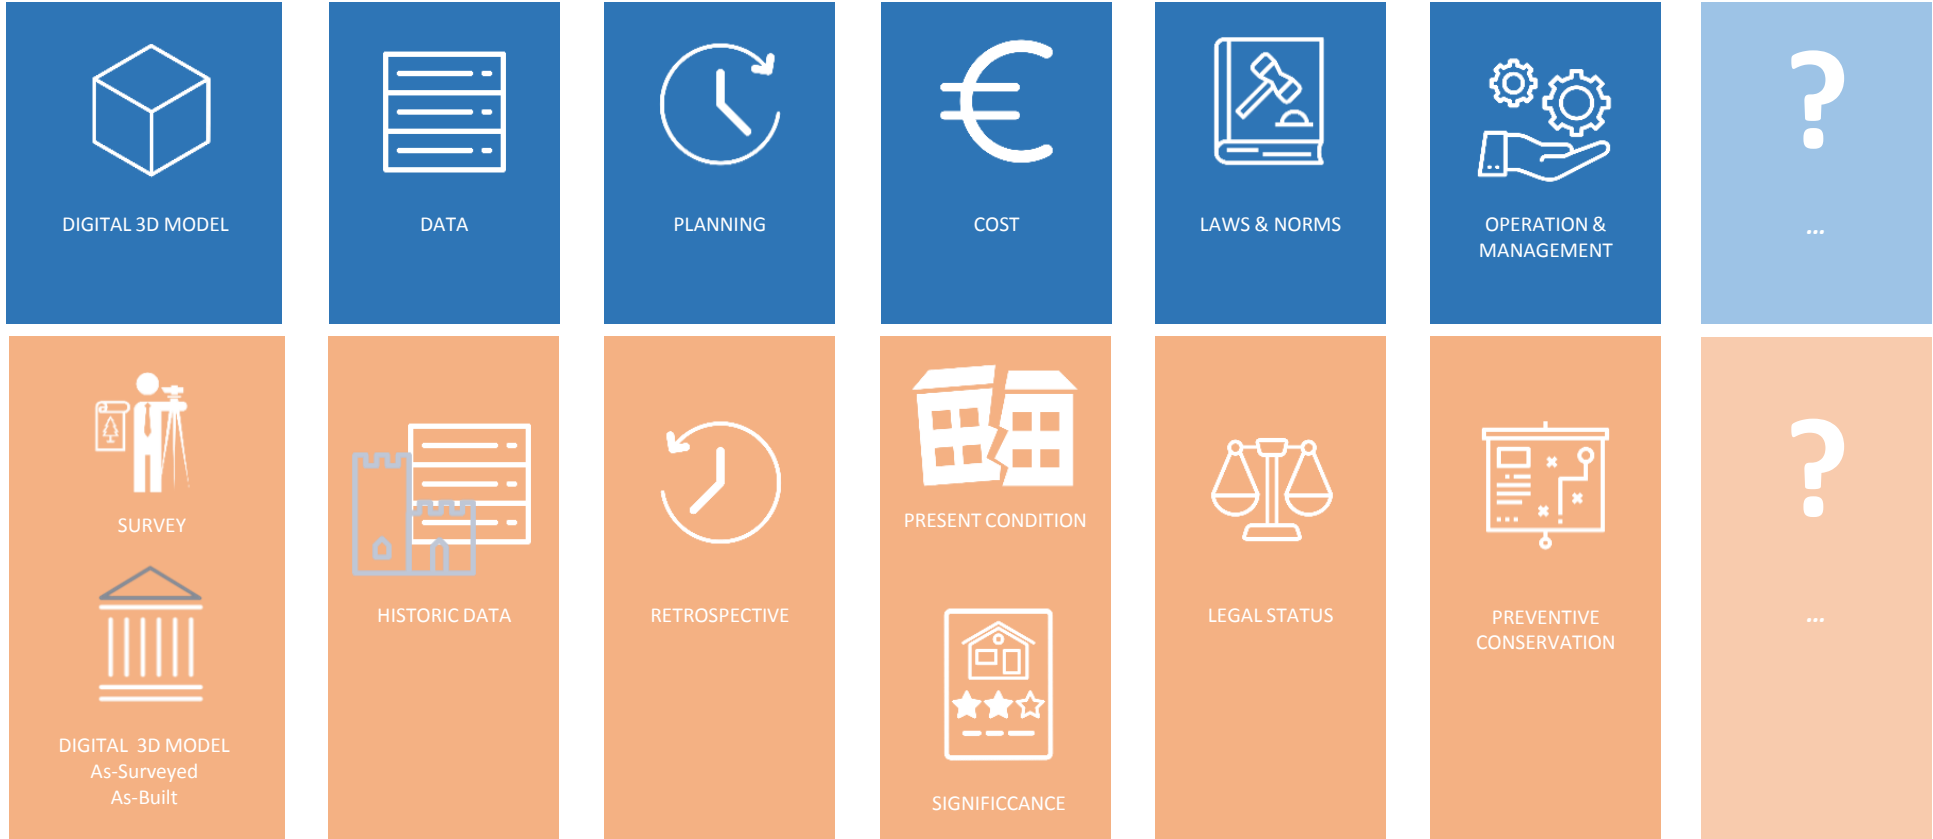 DIGITAL 3D MODEL
DATA
PLANNING
€
COST
LAWS & NORMS
OPERATION &
MANAGEMENT
?
...
SURVEY
DIGITAL 3D MODEL
As-Surveyed
As-Built
HISTORIC DATA
RETROSPECTIVE
PRESENT CONDITION
SIGNIFICCANCE
LEGAL STATUS
PREVENTIVE
CONSERVATION
?
...